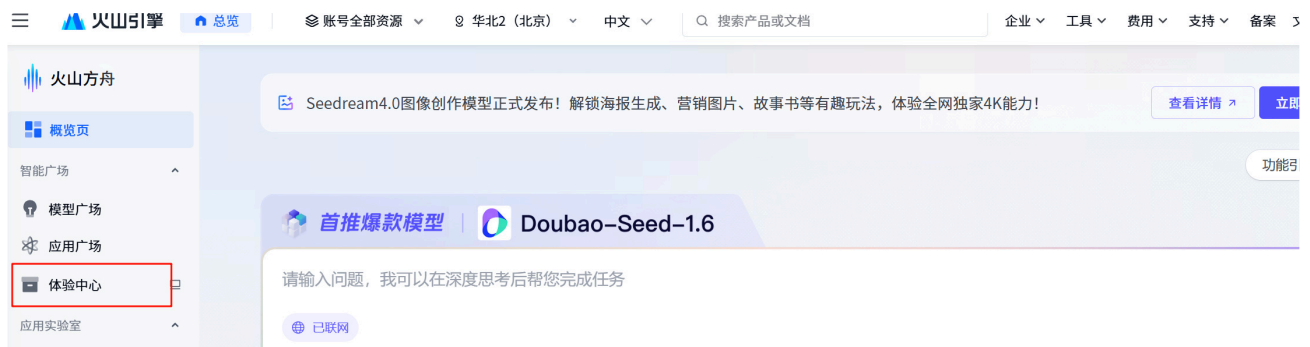 火山引擎 总览 账号全部资源 华北2（北京） 中文 搜索产品或文档 企业 工具 费用 支持 备案
火山方舟
Seedream4.0图像创作模型正式发布！解锁海报生成、营销图片、故事书等有趣玩法，体验全网独家4K能力！ 查看详情 立即
概览页
智能广场
功能引
模型广场
首推爆款模型 Doubao-Seed-1.6
应用广场
请输入问题，我可以在深度思考后帮您完成任务
体验中心
应用实验室
已联网